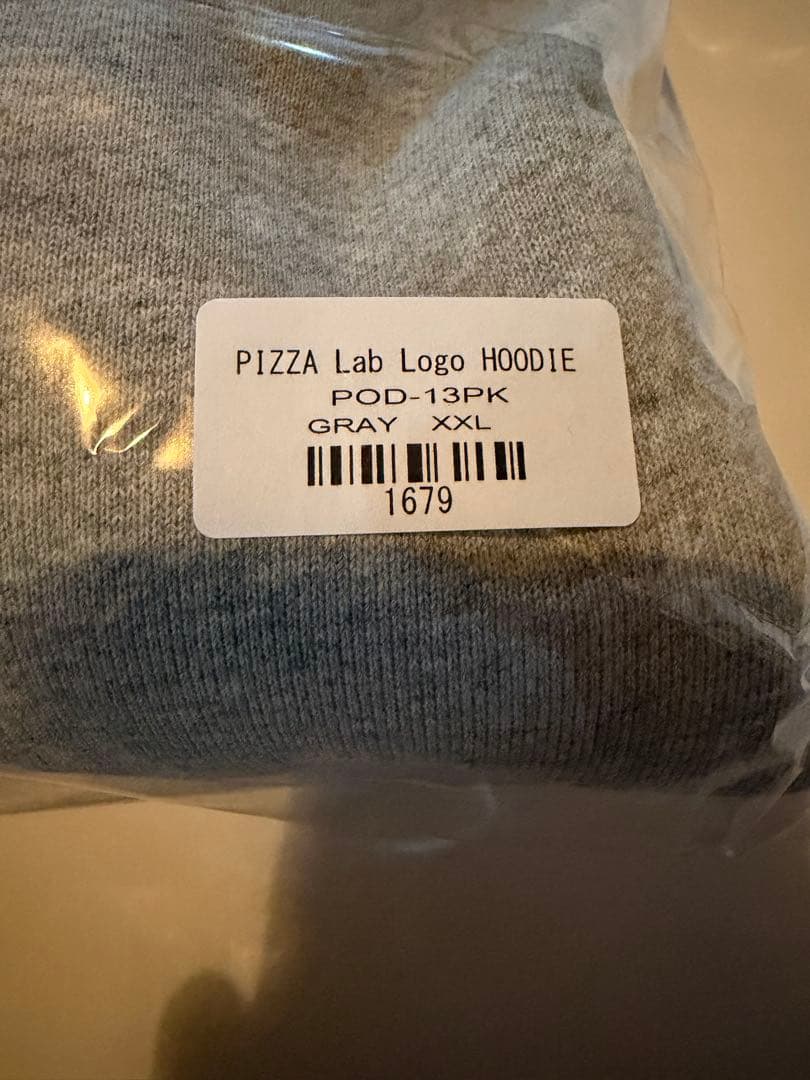 PIZZA Lab Logo HOODIE
POD-13PK
GRAY XXL
1679